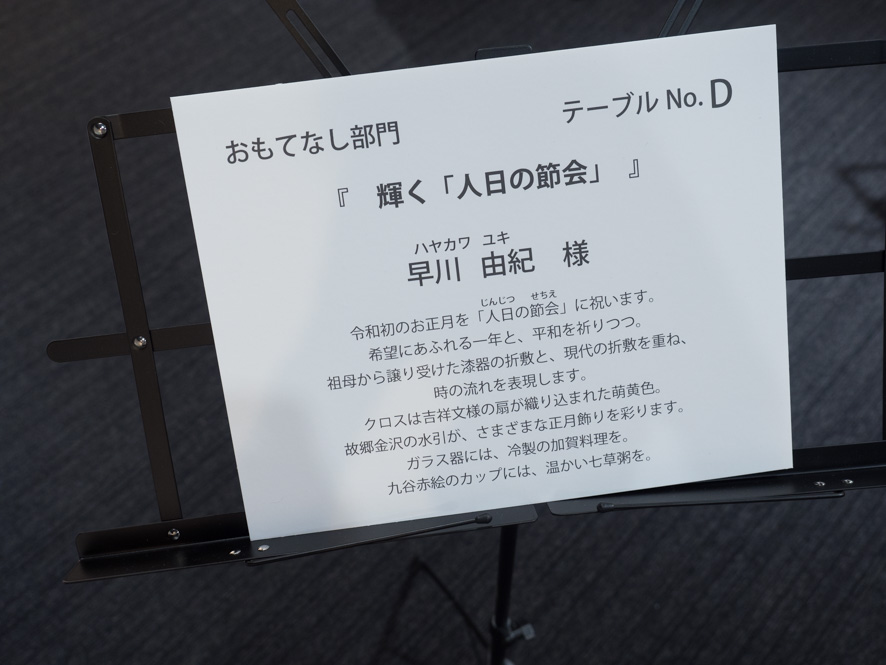 おもてなし部門
テーブル No. D
『 輝く「人日の節会」 』
ハヤカワ ユキ
早川 由紀 様
じんじつ せちえ
令和初のお正月を「人日の節会」に祝います。
希望にあふれる一年と、平和を祈りつつ。
祖母から譲り受けた漆器の折敷と、現代の折敷を重ね、
時の流れを表現します。
クロスは吉祥文様の扇が織り込まれた萌黄色。
故郷金沢の水引が、さまざまな正月飾りを彩ります。
ガラス器には、冷製の加賀料理を。
九谷赤絵のカップには、温かい七草粥を。